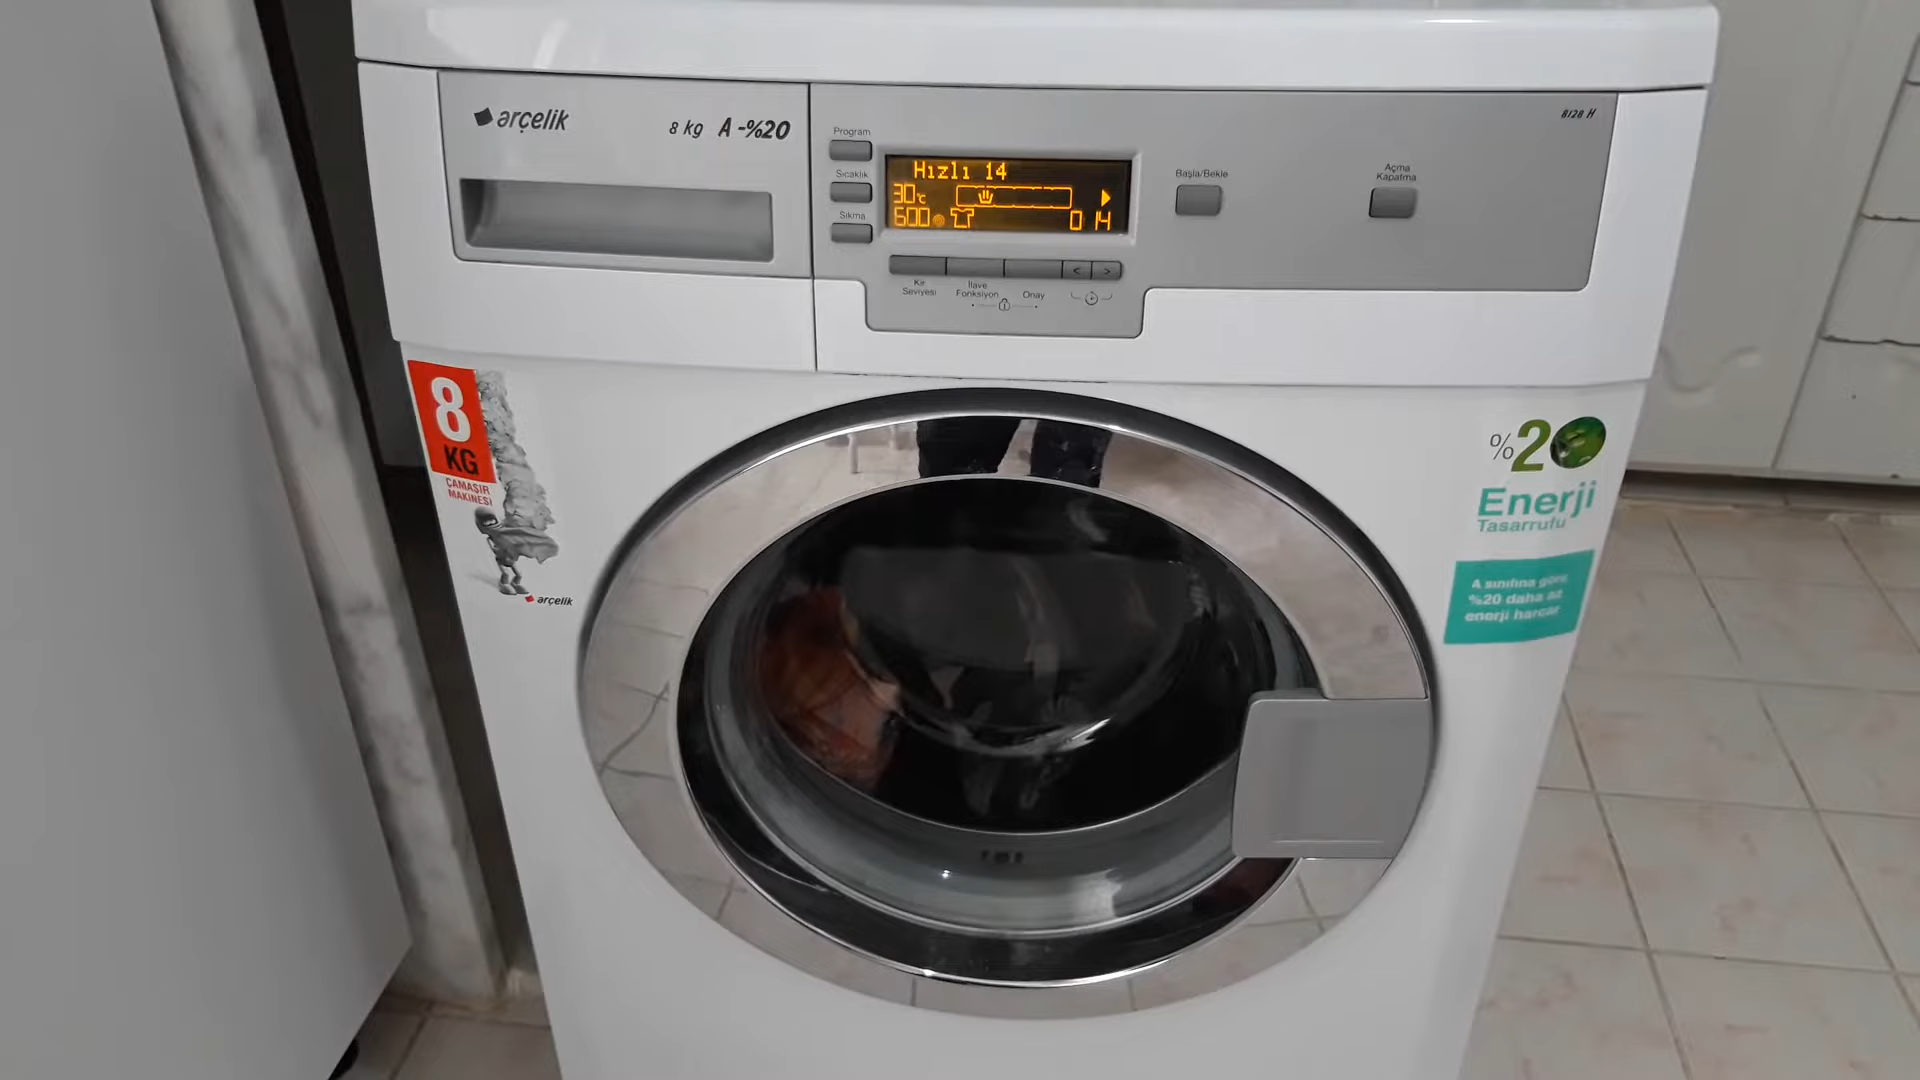 arçelik
8 kg A -%20
8128 H
Program
Sıcaklık
Sıkma
Hızlı 14
30°c
600
0 14
Başla/Bekle
Açma
Kapatma
< >
Kir
Seviyesi
İlave
Fonksiyon
Onay
8
KG
ÇAMAŞIR
MAKİNESİ
arçelik
%20
Enerji
Tasarrufu
A sınıfına göre
%20 daha az
enerji harcar